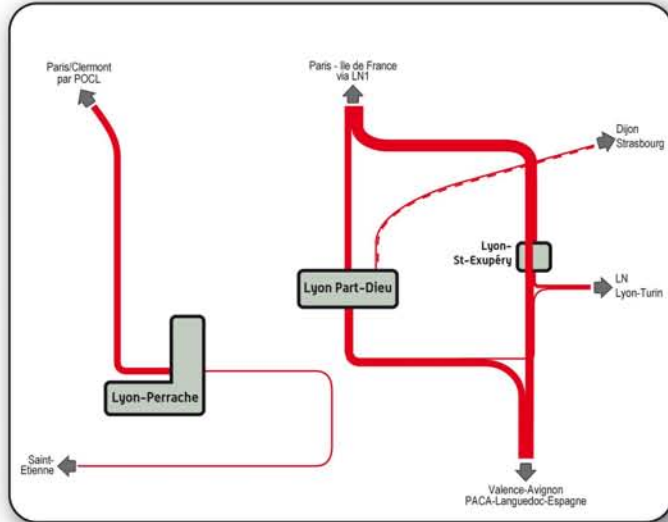 Paris/Clermont
par POCL
Paris - Ile de France
via LN1
Dijon
Strasbourg
Lyon-
St-Exupéry
Lyon Part-Dieu
LN
Lyon-Turin
Lyon-Perrache
Saint-
Etienne
Valence-Avignon
PACA-Languedoc-Espagne